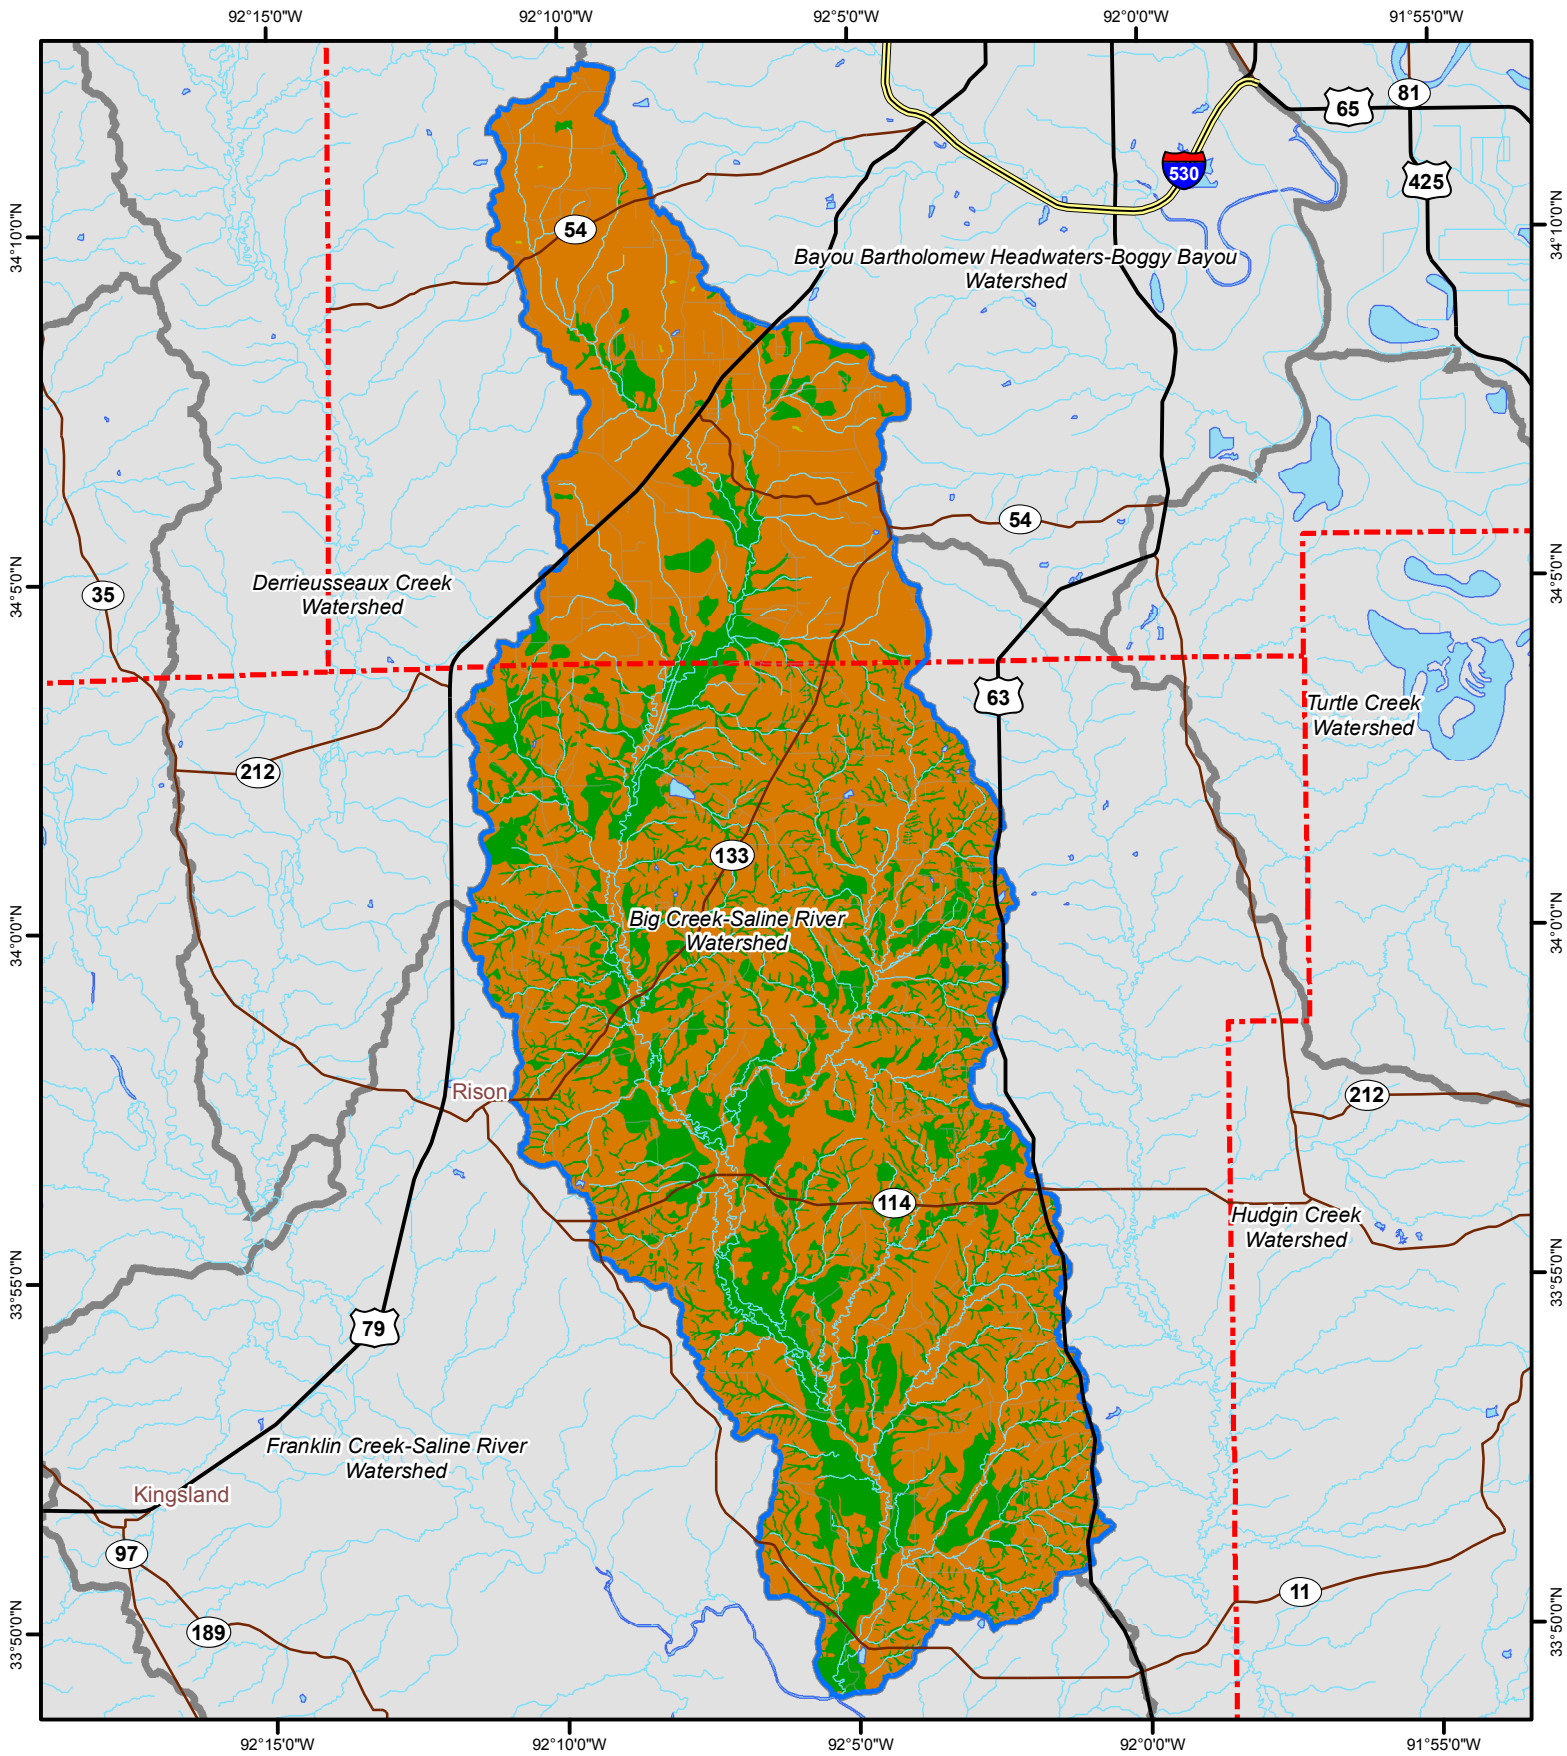 92°15'0"W
92°10'0"W
92°5'0"W
92°0'0"W
91°55'0"W
65
81
530
425
34°10'0"N
34°10'0"N
54
Bayou Bartholomew Headwaters-Boggy Bayou
Watershed
54
34°5'0"N
34°5'0"N
35
Derrieusseaux Creek
Watershed
63
Turtle Creek
Watershed
212
133
Big Creek-Saline River
Watershed
34°0'0"N
34°0'0"N
Rison
212
114
Hudgin Creek
Watershed
33°55'0"N
33°55'0"N
79
Franklin Creek-Saline River
Watershed
Kingsland
97
11
189
33°50'0"N
33°50'0"N
92°15'0"W
92°10'0"W
92°5'0"W
92°0'0"W
91°55'0"W